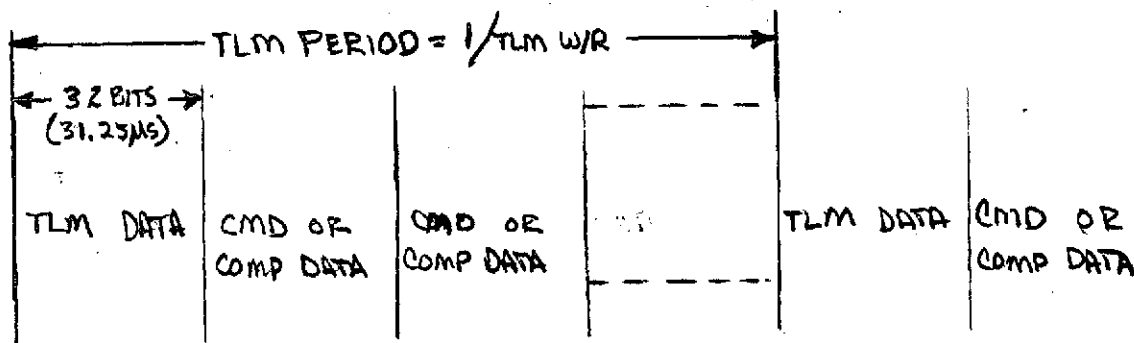 TLM PERIOD = 1/TLM W/R
32 BITS
(31.25μs)
TLM DATA
CMD OR
COMP DATA
CMD OR
COMP DATA
TLM DATA
CMD OR
COMP DATA